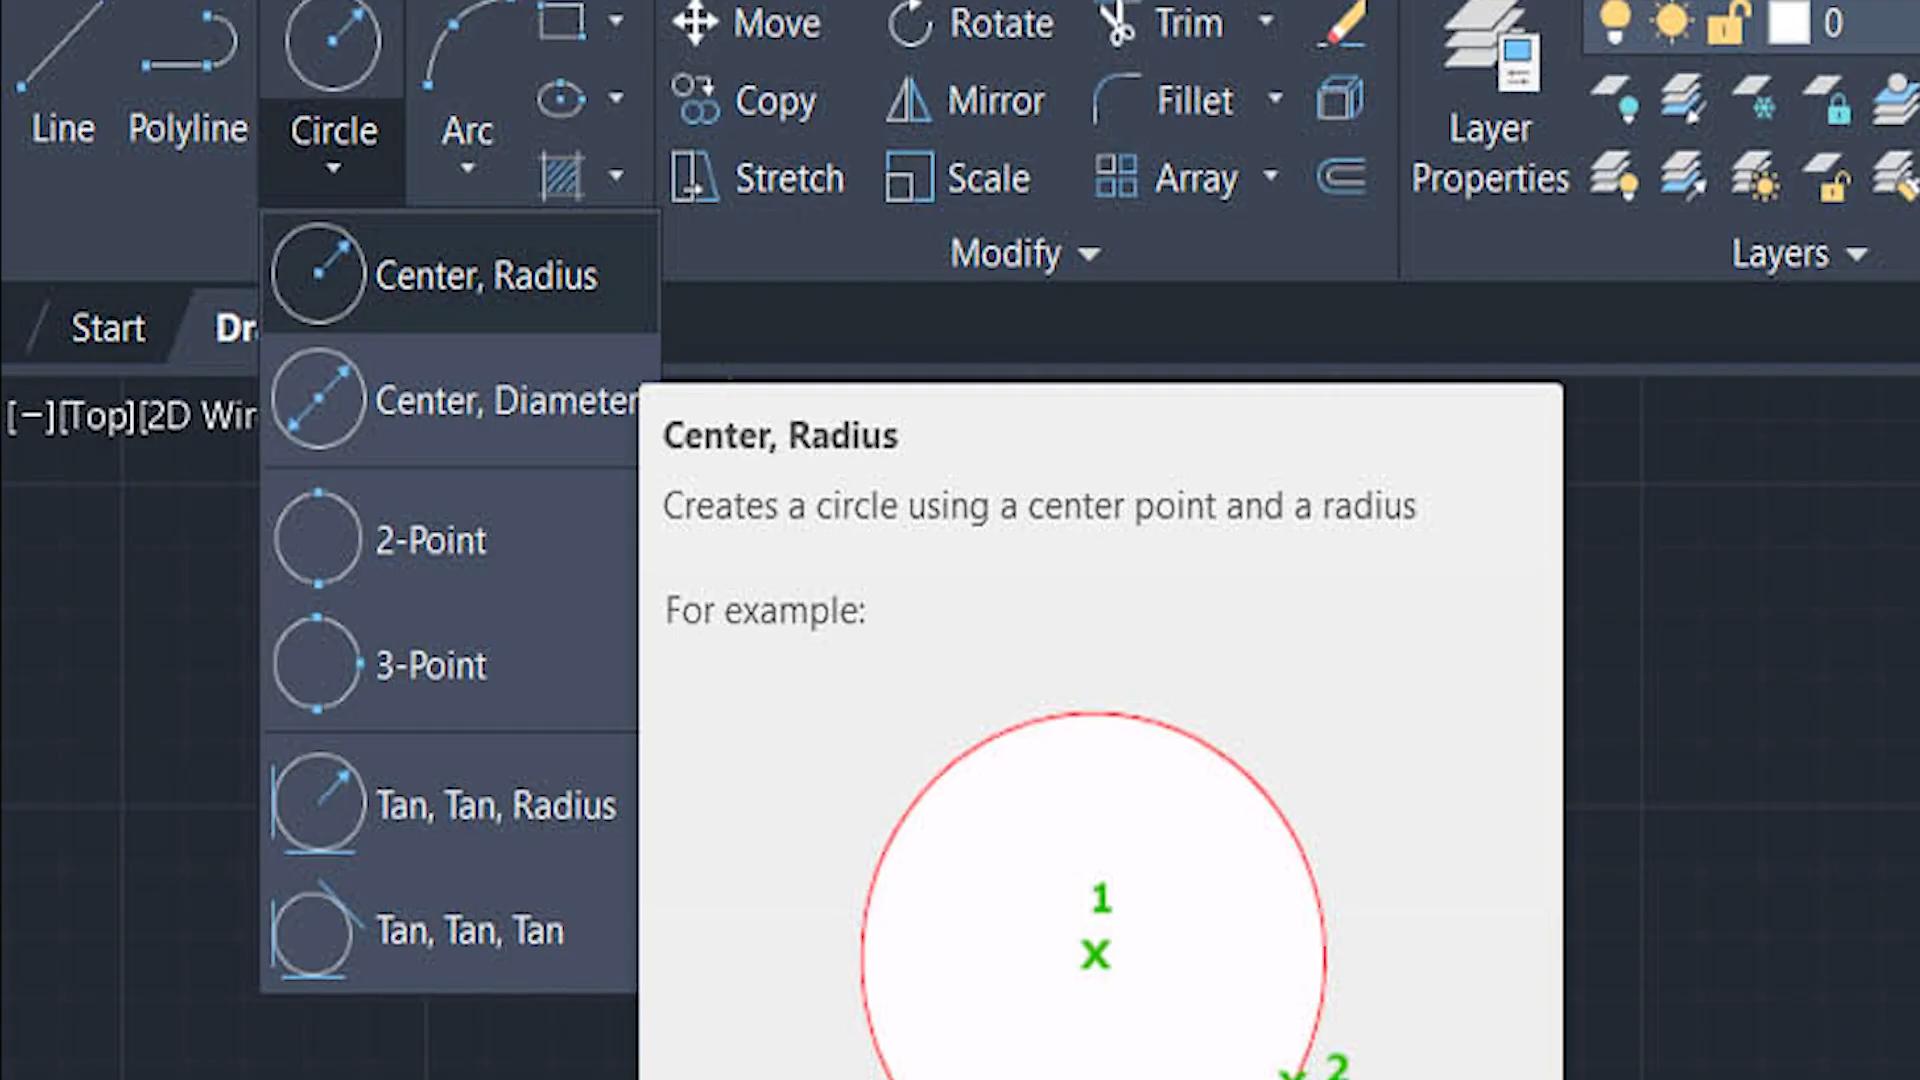 Move
Rotate
Trim
0
Line
Polyline
Circle
Arc
Copy
Mirror
Fillet
Layer
Properties
Stretch
Scale
Array
Modify
Layers
Center, Radius
Start
[−][Top][2D
Center, Diameter
2-Point
3-Point
Tan, Tan, Radius
Tan, Tan, Tan
Center, Radius
Creates a circle using a center point and a radius
For example:
1
X
2